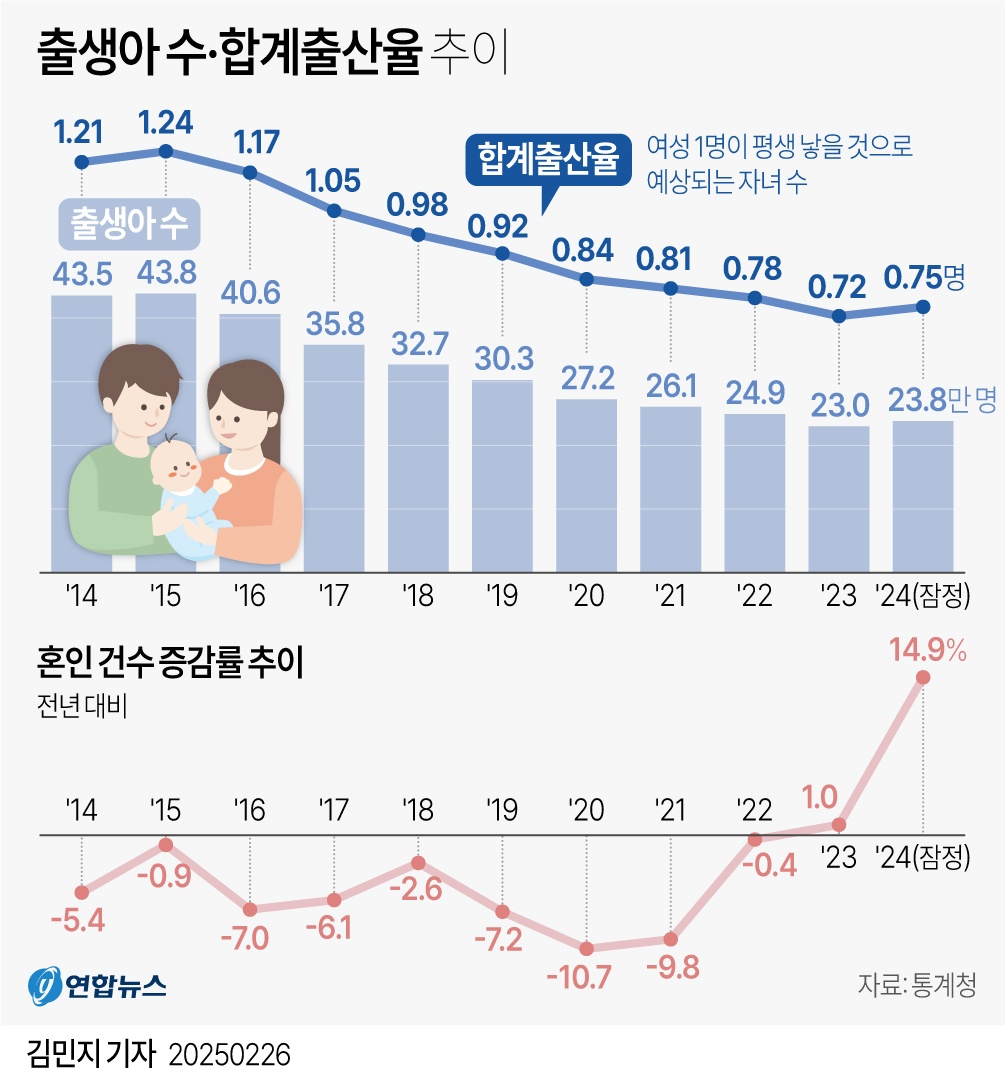 출생아 수·합계출산율 추이
1.21 1.24 1.17 1.05 0.98 0.92 0.84 0.81 0.78 0.72 0.75명
합계출산율
여성 1명이 평생 낳을 것으로
예상되는 자녀 수
출생아 수
43.5 43.8 40.6 35.8 32.7 30.3 27.2 26.1 24.9 23.0 23.8만 명
'14 '15 '16 '17 '18 '19 '20 '21 '22 '23 '24(잠정)
혼인 건수 증감률 추이
전년 대비
14.9%
'14 '15 '16 '17 '18 '19 '20 '21 '22 1.0
'23 '24(잠정)
-5.4 -0.9 -7.0 -6.1 -2.6 -7.2 -10.7 -9.8 -0.4
연합뉴스
자료: 통계청
김민지 기자 20250226